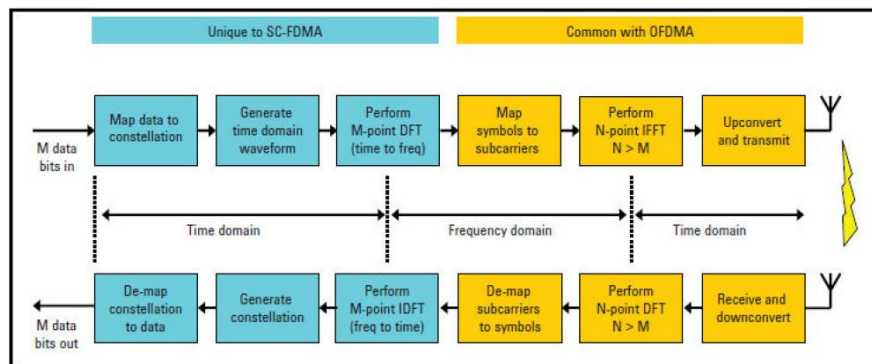 Unique to SC-FDMA
Common with OFDMA
M data
bits in
Map data to
constellation
Generate
time domain
waveform
Perform
M-point DFT
(time to freq)
Map
symbols to
subcarriers
Perform
N-point IFFT
N > M
Upconvert
and transmit
Time domain
Frequency domain
Time domain
M data
bits out
De-map
constellation
to data
Generate
constellation
Perform
M-point IDFT
(freq to time)
De-map
subcarriers
to symbols
Perform
N-point DFT
N > M
Receive and
downconvert